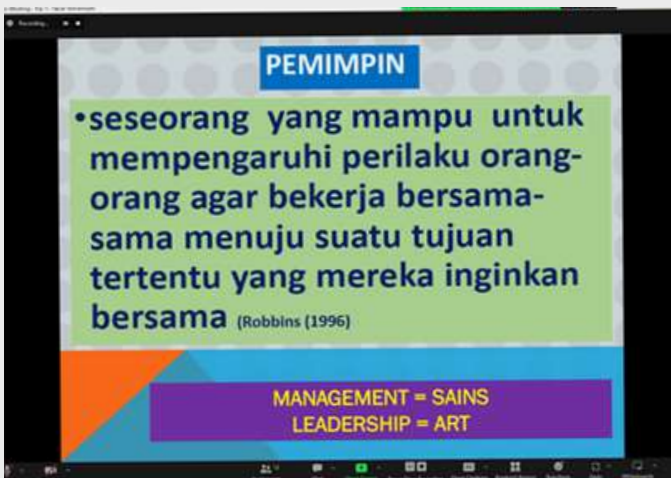 Recording...
PEMIMPIN
•seseorang yang mampu untuk
mempengaruhi perilaku orang-
orang agar bekerja bersama-
sama menuju suatu tujuan
tertentu yang mereka inginkan
bersama (Robbins (1996)
MANAGEMENT = SAINS
LEADERSHIP = ART